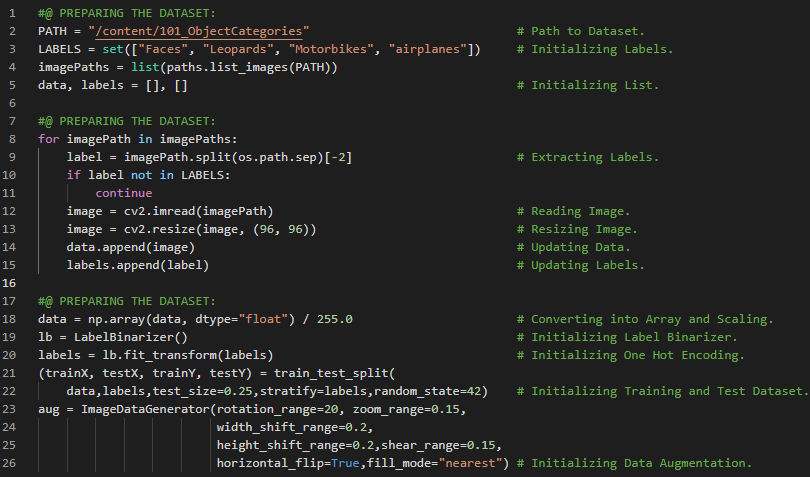 1 #@ PREPARING THE DATASET:
2 PATH = "/content/101_ObjectCategories" # Path to Dataset.
3 LABELS = set(["Faces", "Leopards", "Motorbikes", "airplanes"]) # Initializing Labels.
4 imagePaths = list(paths.list_images(PATH))
5 data, labels = [], [] # Initializing List.
6
7 #@ PREPARING THE DATASET:
8 for imagePath in imagePaths:
9     label = imagePath.split(os.path.sep)[-2] # Extracting Labels.
10     if label not in LABELS:
11         continue
12     image = cv2.imread(imagePath) # Reading Image.
13     image = cv2.resize(image, (96, 96)) # Resizing Image.
14     data.append(image) # Updating Data.
15     labels.append(label) # Updating Labels.
16
17 #@ PREPARING THE DATASET:
18 data = np.array(data, dtype="float") / 255.0 # Converting into Array and Scaling.
19 lb = LabelBinarizer() # Initializing Label Binarizer.
20 labels = lb.fit_transform(labels) # Initializing One Hot Encoding.
21 (trainX, testX, trainY, testY) = train_test_split(
22     data,labels,test_size=0.25,stratify=labels,random_state=42) # Initializing Training and Test Dataset.
23 aug = ImageDataGenerator(rotation_range=20, zoom_range=0.15,
24                          width_shift_range=0.2,
25                          height_shift_range=0.2,shear_range=0.15,
26                          horizontal_flip=True,fill_mode="nearest") # Initializing Data Augmentation.